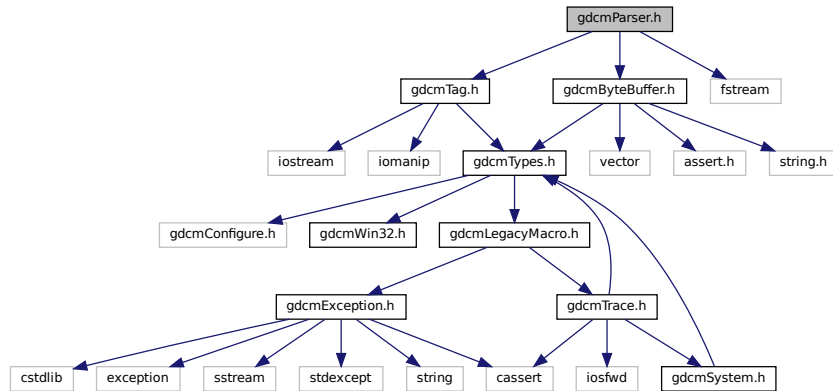 gdcmParser.h
gdcmTag.h
gdcmByteBuffer.h
fstream
iostream
iomanip
gdcmTypes.h
vector
assert.h
string.h
gdcmConfigure.h
gdcmWin32.h
gdcmLegacyMacro.h
gdcmException.h
gdcmTrace.h
cstdlib
exception
sstream
stdexcept
string
cassert
iosfwd
gdcmSystem.h